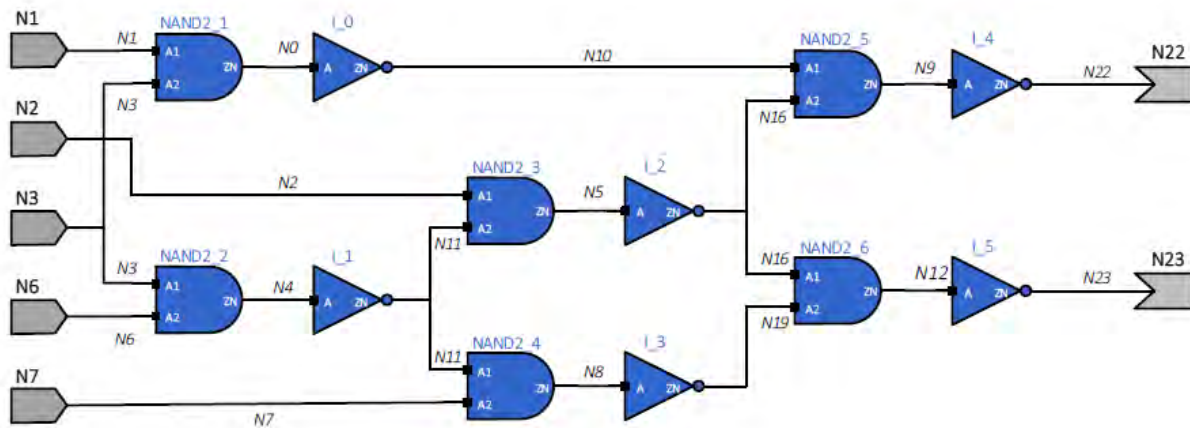 N1
N2
N3
N6
N7
N1
N3
NAND2_1
A1
A2
ZN
N0
I_0
A
ZN
N10
N2
N3
N6
NAND2_2
A1
A2
ZN
N4
I_1
A
ZN
N11
N11
N7
NAND2_3
A1
A2
ZN
N5
I_2
A
ZN
NAND2_4
A1
A2
ZN
N8
I_3
A
ZN
N16
N16
N19
NAND2_5
A1
A2
ZN
N9
I_4
A
ZN
N22
N22
NAND2_6
A1
A2
ZN
N12
I_5
A
ZN
N23
N23